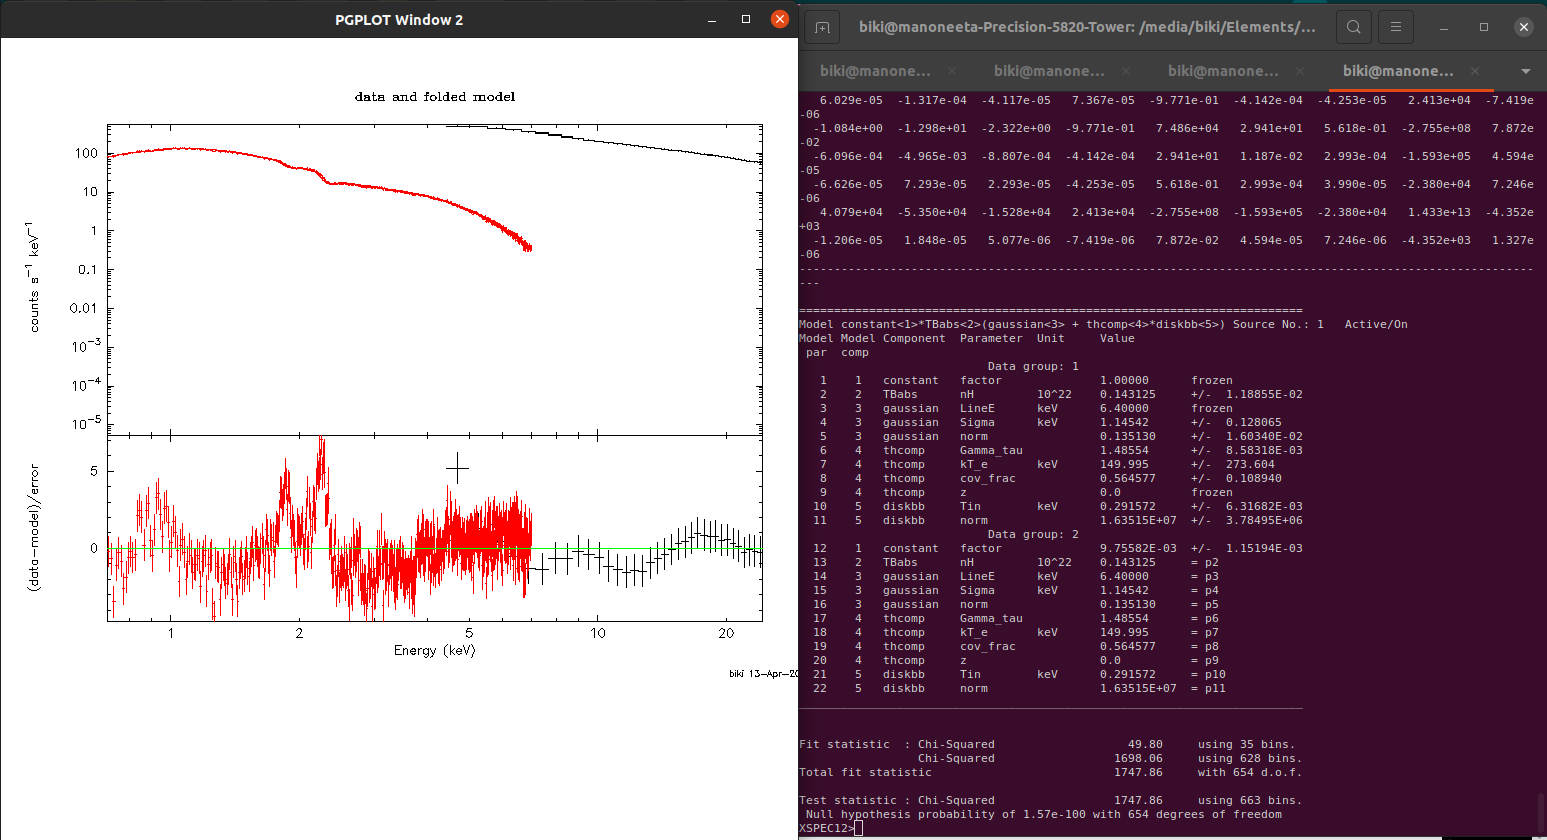 PGPLOT Window 2
data and folded model
counts s⁻¹ keV⁻¹
100
10
1
0.1
0.01
10⁻³
10⁻⁴
10⁻⁵
(data-model)/error
5
0
1 2 5 10 20
Energy (keV)
biki 13-Apr-20
biki@manoneeta-Precision-5820-Tower: /media/biki/Elements/...
biki@manone... biki@manone... biki@manone... biki@manone...
6.029e-05 -1.317e-04 -4.117e-05 7.367e-05 -9.771e-01 -4.142e-04 -4.253e-05 2.413e+04 -7.419e
-06
-1.084e+00 -1.298e+01 -2.322e+00 -9.771e-01 7.486e+04 2.941e+01 5.618e-01 -2.755e+08 7.872e
-02
-6.096e-04 -4.965e-03 -8.807e-04 -4.142e-04 2.941e+01 1.187e-02 2.993e-04 -1.593e+05 4.594e
-05
-6.626e-05 7.293e-05 2.293e-05 -4.253e-05 5.618e-01 2.993e-04 3.990e-05 -2.380e+04 7.246e
-06
4.079e+04 -5.350e+04 -1.528e+04 2.413e+04 -2.755e+08 -1.593e+05 -2.380e+04 1.433e+13 -4.352e
+03
-1.206e-05 1.848e-05 5.077e-06 -7.419e-06 7.872e-02 4.594e-05 7.246e-06 -4.352e+03 1.327e
-06
Model constant<1>*TBabs<2>(gaussian<3> + thcomp<4>*diskbb<5>) Source No.: 1 Active/On
Model Model Component Parameter Unit Value
par comp
Data group: 1
1 1 constant factor 1.00000 frozen
2 2 TBabs nH 10^22 0.143125 +/- 1.18855E-02
3 3 gaussian LineE keV 6.40000 frozen
4 3 gaussian Sigma keV 1.14542 +/- 0.128065
5 3 gaussian norm 0.135130 +/- 1.60340E-02
6 4 thcomp Gamma_tau 1.48554 +/- 8.58318E-03
7 4 thcomp kT_e keV 149.995 +/- 273.604
8 4 thcomp cov_frac 0.564577 +/- 0.108940
9 4 thcomp z 0.0 frozen
10 5 diskbb Tin keV 0.291572 +/- 6.31682E-03
11 5 diskbb norm 1.63515E+07 +/- 3.78495E+06
Data group: 2
12 1 constant factor 9.75582E-03 +/- 1.15194E-03
13 2 TBabs nH 10^22 0.143125 = p2
14 3 gaussian LineE keV 6.40000 = p3
15 3 gaussian Sigma keV 1.14542 = p4
16 3 gaussian norm 0.135130 = p5
17 4 thcomp Gamma_tau 1.48554 = p6
18 4 thcomp kT_e keV 149.995 = p7
19 4 thcomp cov_frac 0.564577 = p8
20 4 thcomp z 0.0 = p9
21 5 diskbb Tin keV 0.291572 = p10
22 5 diskbb norm 1.63515E+07 = p11
Fit statistic : Chi-Squared 49.80 using 35 bins.
Chi-Squared 1698.06 using 628 bins.
Total fit statistic 1747.86 with 654 d.o.f.
Test statistic : Chi-Squared 1747.86 using 663 bins.
Null hypothesis probability of 1.57e-100 with 654 degrees of freedom
XSPEC12>